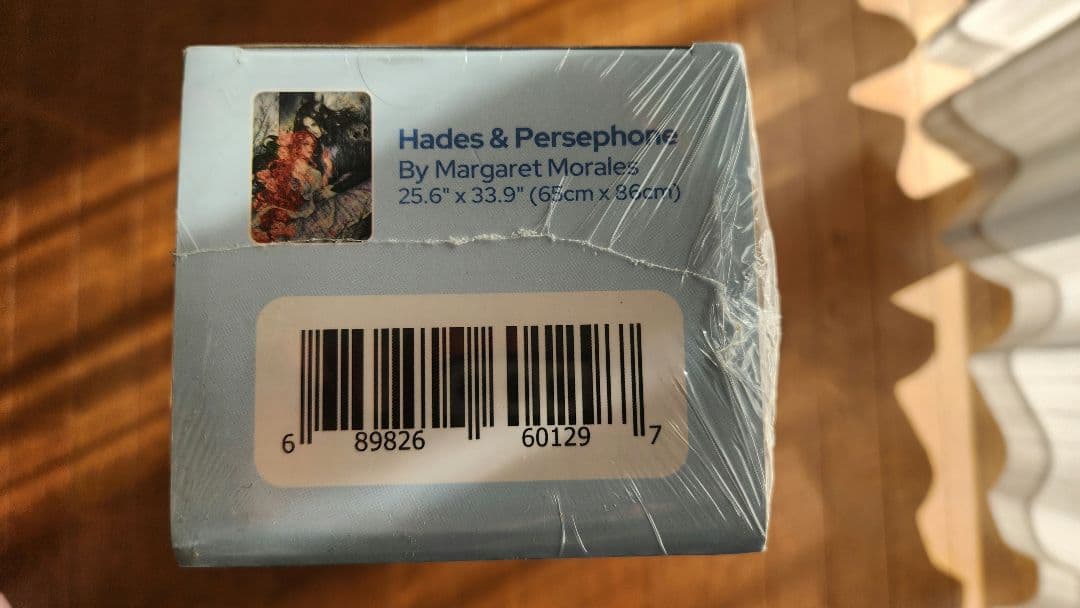 Hades & Persephone
By Margaret Morales
25.6" x 33.9" (65cm x 86cm)
6 89826 60129 7